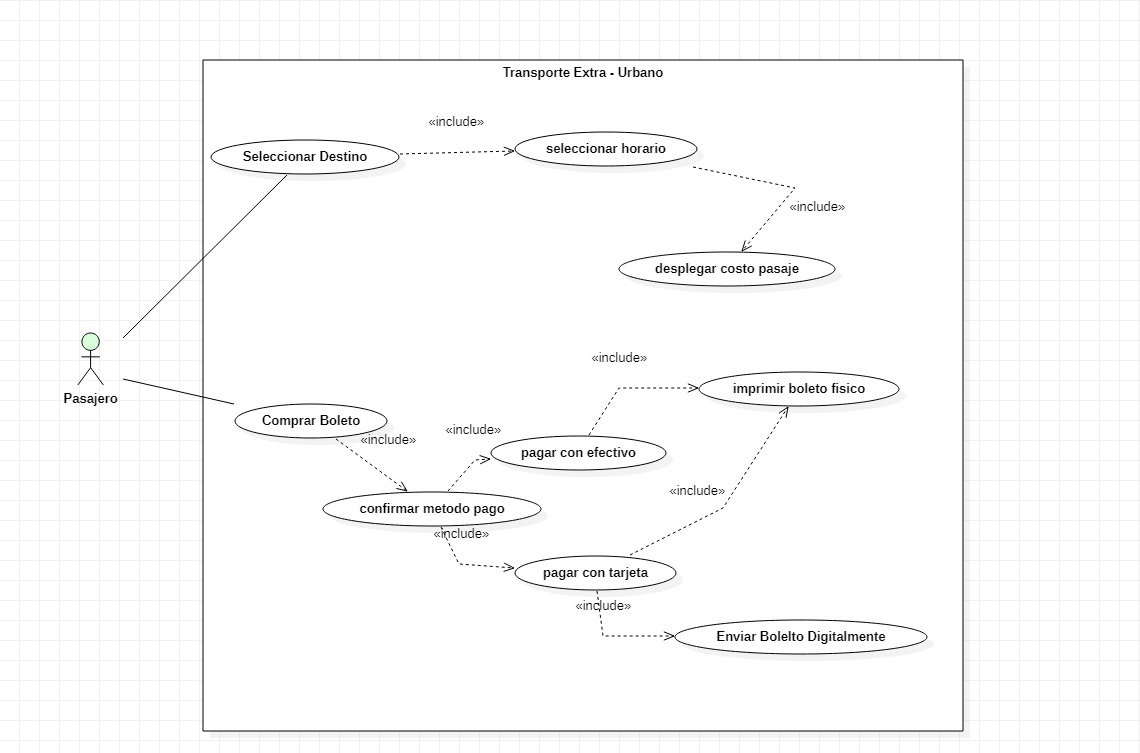 Transporte Extra - Urbano
«include»
Seleccionar Destino
seleccionar horario
«include»
desplegar costo pasaje
Pasajero
«include»
imprimir boleto fisico
Comprar Boleto
«include»
«include»
pagar con efectivo
«include»
confirmar metodo pago
«include»
pagar con tarjeta
«include»
Enviar Bolelto Digitalmente